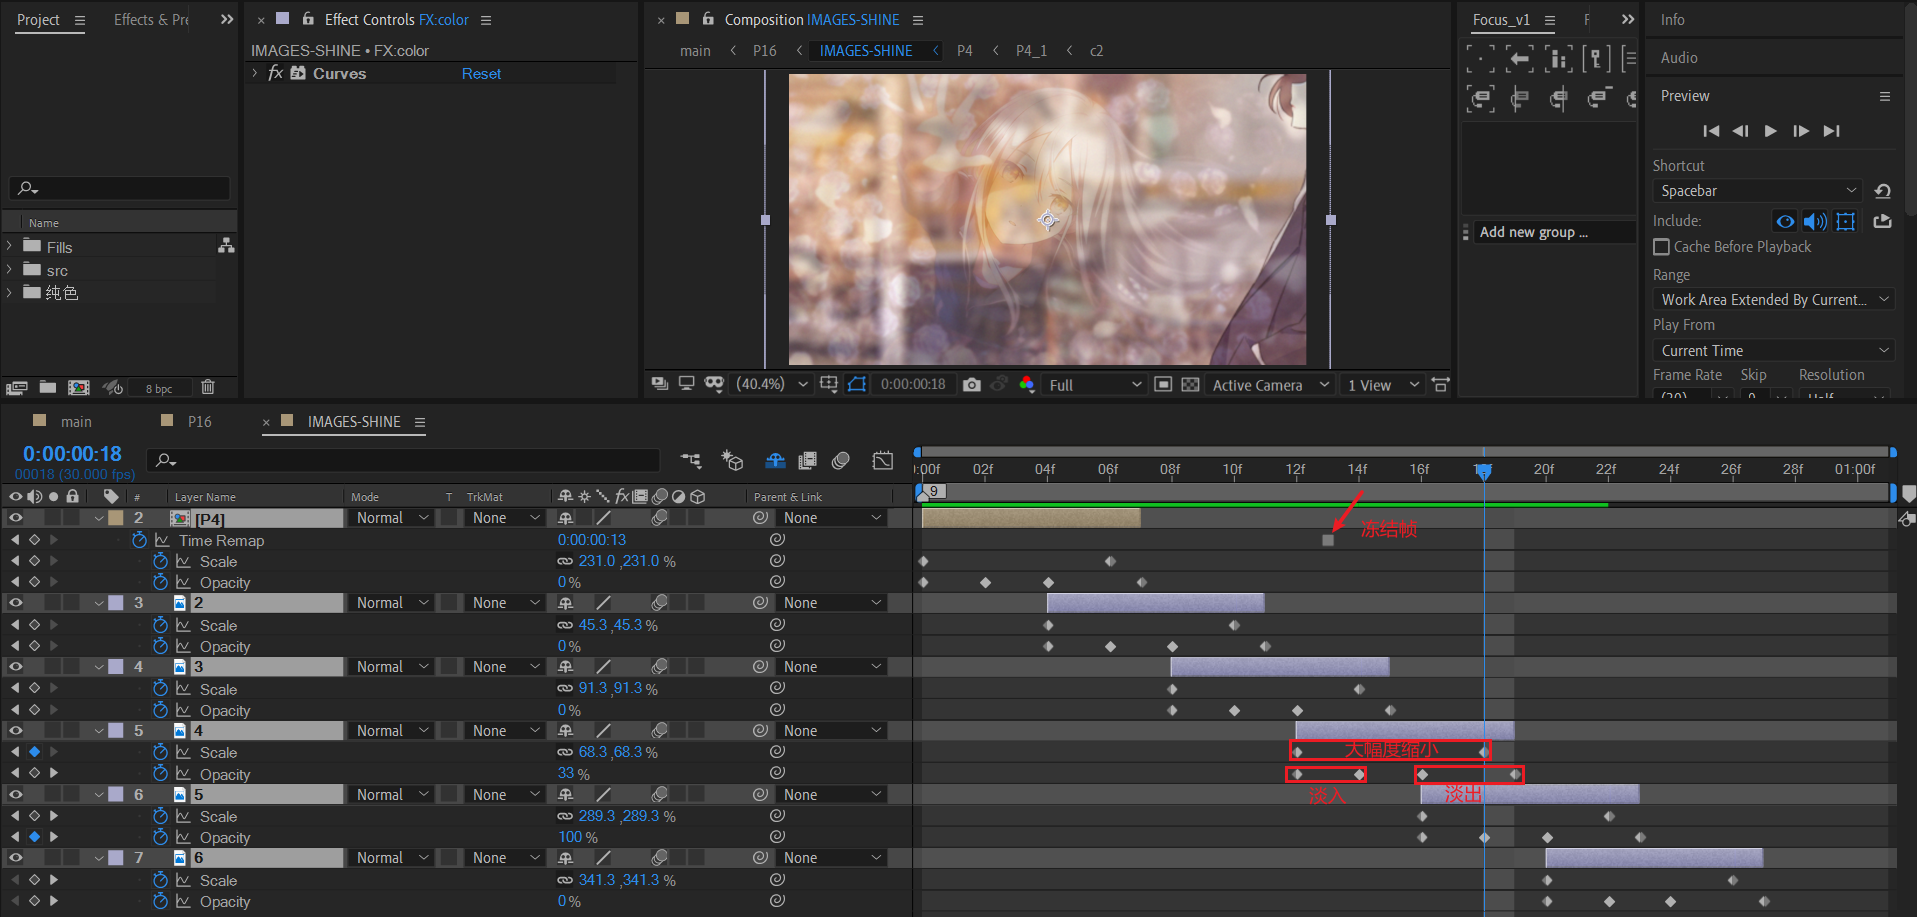 Project
Effects & Pre
Effect Controls FX:color
Composition IMAGES-SHINE
Focus_v1
Info
IMAGES-SHINE • FX:color
main
P16
IMAGES-SHINE
P4
P4_1
c2
Audio
fx Curves Reset
Preview
Shortcut
Spacebar
Include:
Add new group ...
Cache Before Playback
Name
Fills
src
纯色
Range
Work Area Extended By Current...
Play From
Current Time
Frame Rate Skip Resolution
(30) 0 Half
8 bpc
(40.4%) 0:00:00:18 Full Active Camera 1 View
main
P16
IMAGES-SHINE
0:00:00:18
00018 (30.000 fps)
:00f 02f 04f 06f 08f 10f 12f 14f 16f 18f 20f 22f 24f 26f 28f 01:00f
# Layer Name Mode T TrkMat fx Parent & Link
9
2 [P4] Normal None None
Time Remap 0:00:00:13
冻结帧
Scale 231.0 ,231.0 %
Opacity 0 %
3 2 Normal None None
Scale 45.3 ,45.3 %
Opacity 0 %
4 3 Normal None None
Scale 91.3 ,91.3 %
Opacity 0 %
5 4 Normal None None
Scale 68.3 ,68.3 %
大幅度缩小
Opacity 33 %
6 5 Normal None None
淡入
淡出
Scale 289.3 ,289.3 %
Opacity 100 %
7 6 Normal None None
Scale 341.3 ,341.3 %
Opacity 0 %